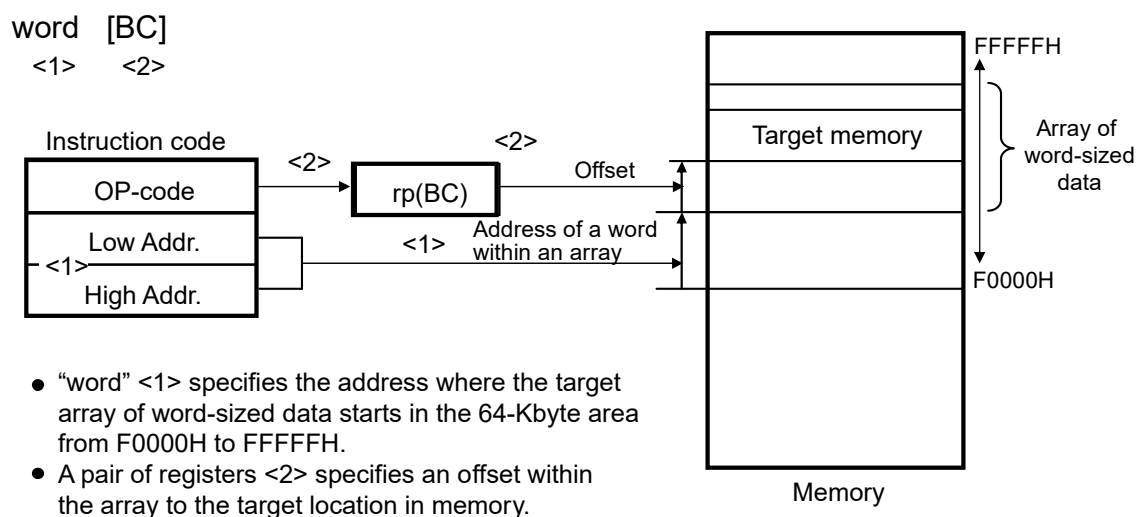 word [BC]
<1> <2>
Instruction code
OP-code
Low Addr.
<1>
High Addr.
<2>
rp(BC)
<2>
Offset
<1>
Address of a word
within an array
Target memory
FFFFFH
Array of
word-sized
data
F0000H
Memory
● “word” <1> specifies the address where the target
array of word-sized data starts in the 64-Kbyte area
from F0000H to FFFFFH.
● A pair of registers <2> specifies an offset within
the array to the target location in memory.